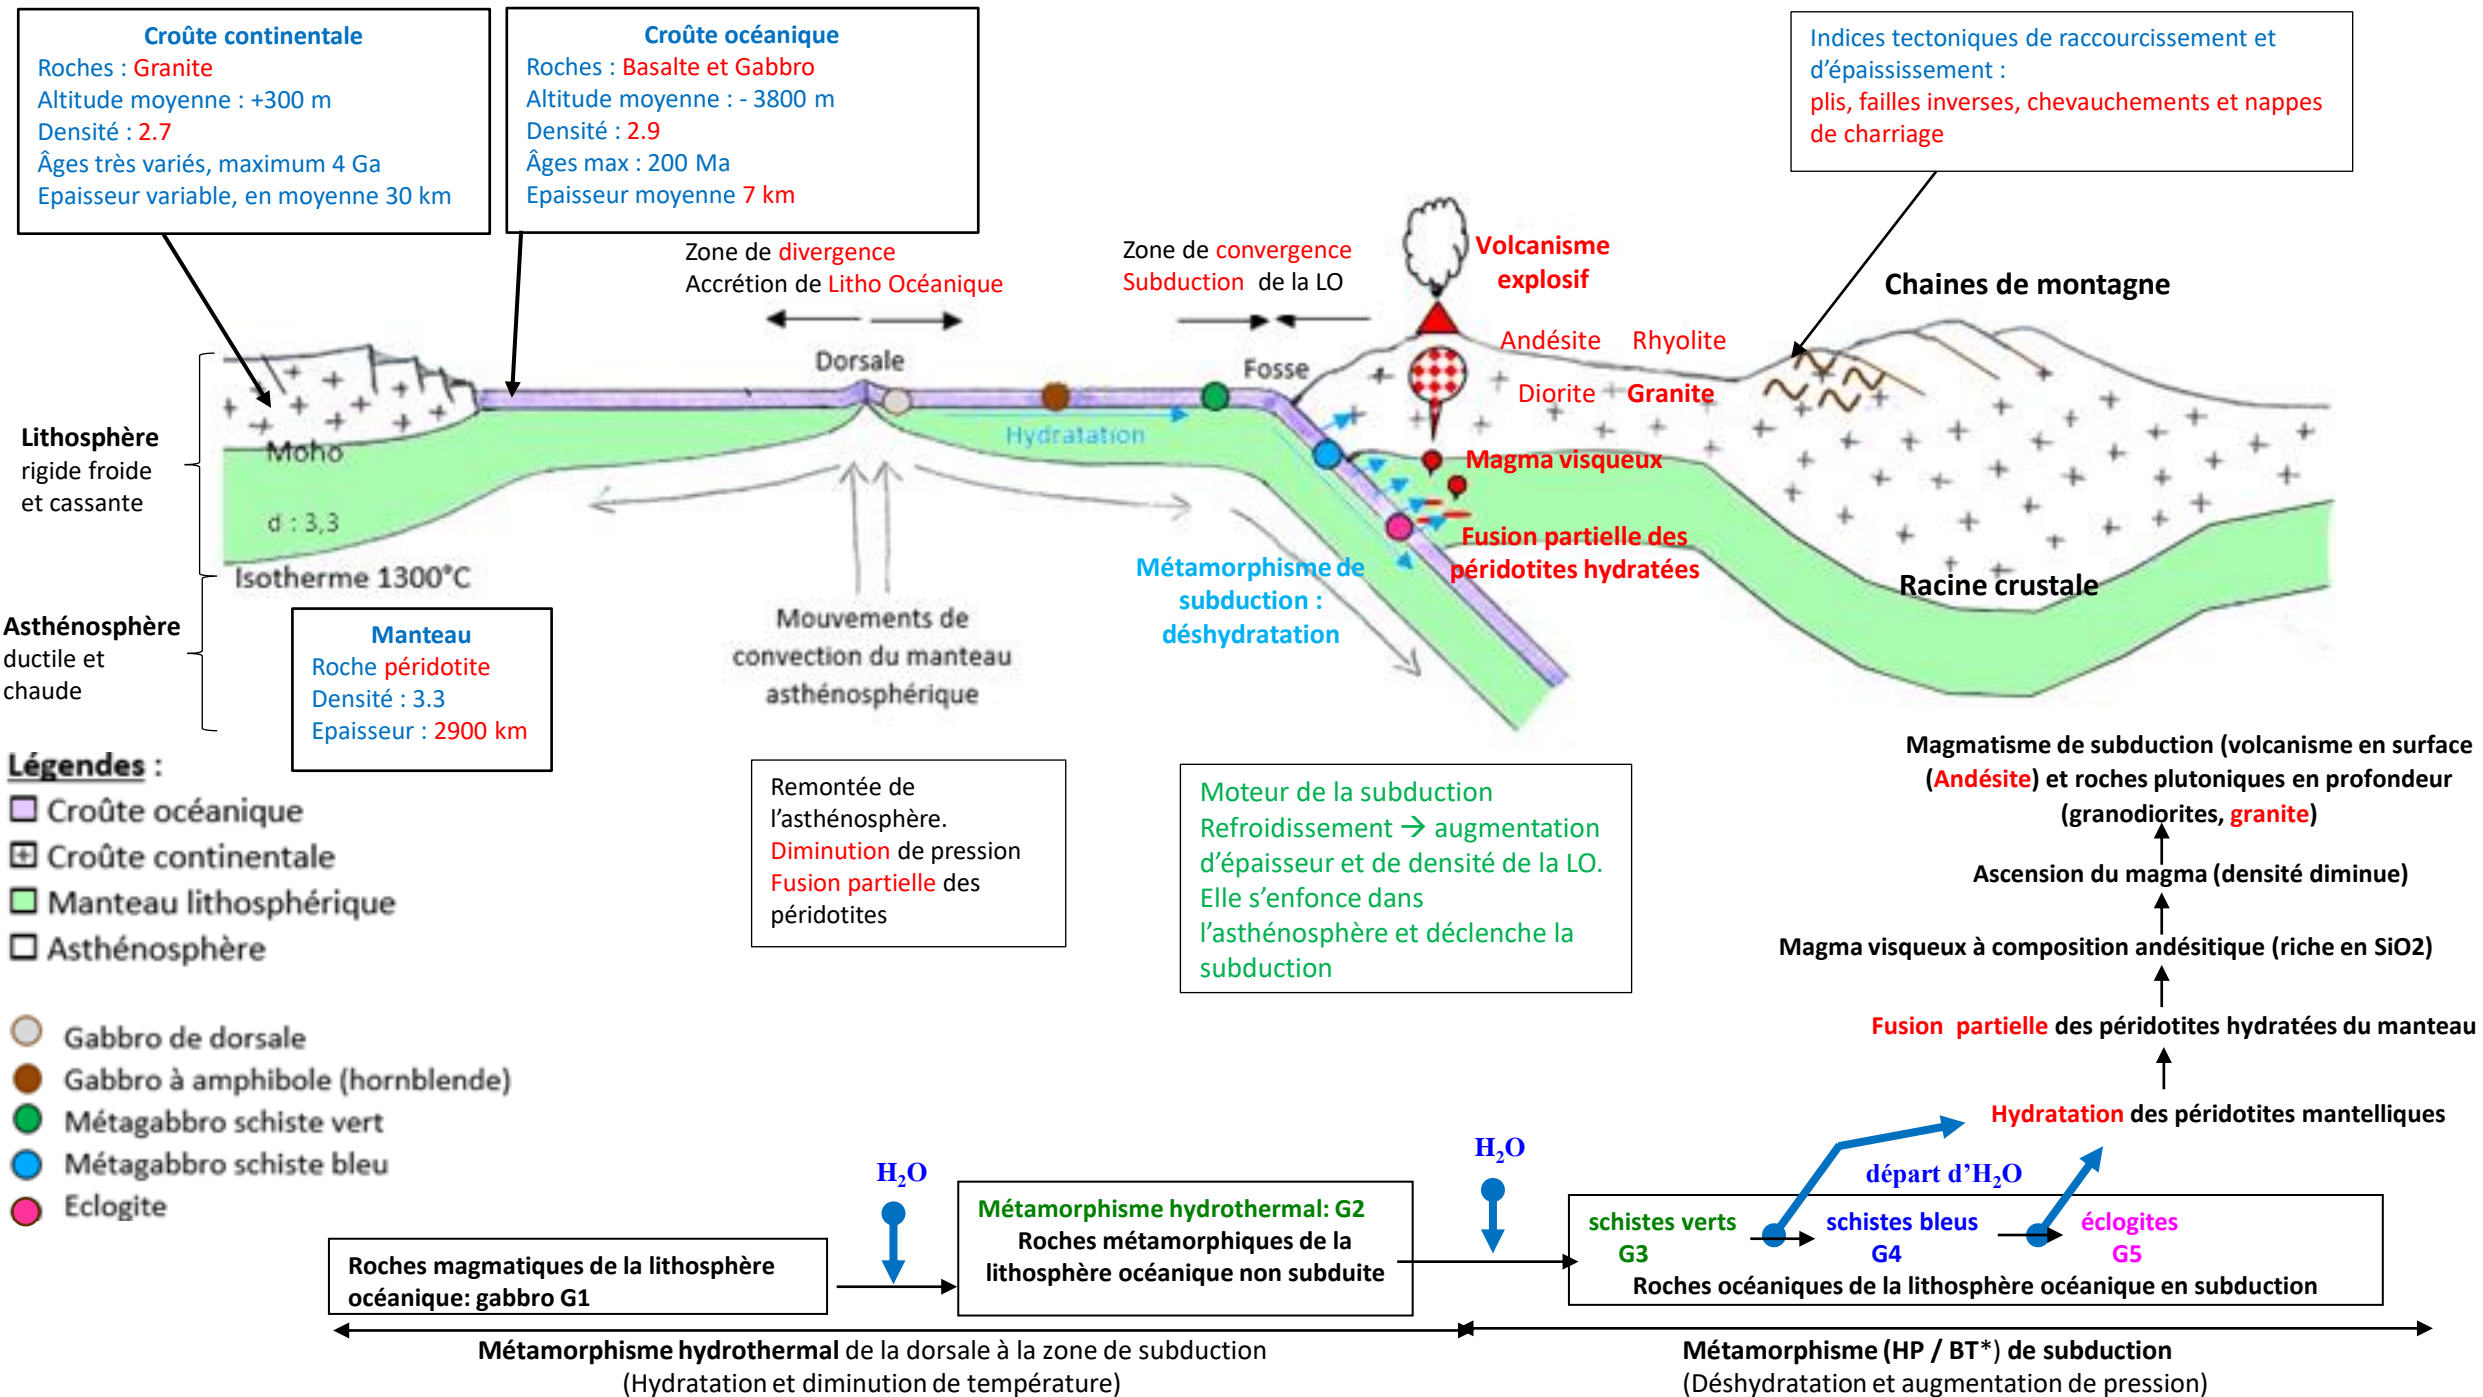 Croûte continentale
Roches : Granite
Altitude moyenne : +300 m
Densité : 2.7
Âges très variés, maximum 4 Ga
Epaisseur variable, en moyenne 30 km
Croûte océanique
Roches : Basalte et Gabbro
Altitude moyenne : - 3800 m
Densité : 2.9
Âges max : 200 Ma
Epaisseur moyenne 7 km
Indices tectoniques de raccourcissement et
d'épaississement :
plis, failles inverses, chevauchements et nappes
de charriage
Zone de divergence
Accrétion de Litho Océanique
Zone de convergence
Subduction de la LO
Volcanisme
explosif
Chaines de montagne
Andésite Rhyolite
Diorite Granite
Dorsale
Fosse
Hydratation
Magma visqueux
Lithosphère
rigide froide
et cassante
Moho
d : 3,3
Isotherme 1300°C
Fusion partielle des
péridotites hydratées
Métamorphisme de
subduction :
déshydratation
Racine crustale
Asthénosphère
ductile et
chaude
Manteau
Roche péridotite
Densité : 3.3
Epaisseur : 2900 km
Mouvements de
convection du manteau
asthénosphérique
Légendes :
Croûte océanique
Croûte continentale
Manteau lithosphérique
Asthénosphère
Gabbro de dorsale
Gabbro à amphibole (hornblende)
Métagabbro schiste vert
Métagabbro schiste bleu
Eclogite
Remontée de
l'asthénosphère.
Diminution de pression
Fusion partielle des
péridotites
Moteur de la subduction
Refroidissement → augmentation
d'épaisseur et de densité de la LO.
Elle s'enfonce dans
l'asthénosphère et déclenche la
subduction
Magmatisme de subduction (volcanisme en surface
(Andésite) et roches plutoniques en profondeur
(granodiorites, granite)
Ascension du magma (densité diminue)
Magma visqueux à composition andésitique (riche en SiO2)
Fusion partielle des péridotites hydratées du manteau
Hydratation des péridotites mantelliques
H₂O
H₂O
départ d'H₂O
Roches magmatiques de la lithosphère
océanique: gabbro G1
Métamorphisme hydrothermal: G2
Roches métamorphiques de la
lithosphère océanique non subduite
schistes verts schistes bleus éclogites
G3 G4 G5
Roches océaniques de la lithosphère océanique en subduction
Métamorphisme hydrothermal de la dorsale à la zone de subduction
(Hydratation et diminution de température)
Métamorphisme (HP / BT*) de subduction
(Déshydratation et augmentation de pression)